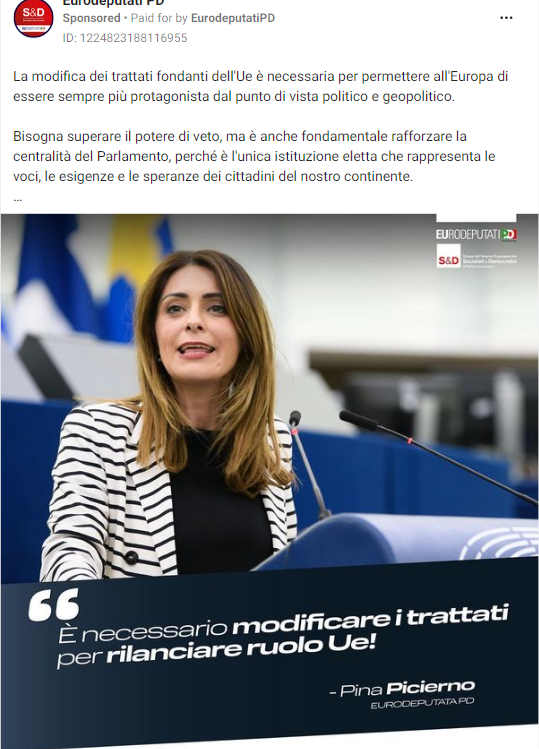 Eurodeputati PD
Sponsored • Paid for by EurodeputatiPD
ID: 1224823188116955
La modifica dei trattati fondanti dell'Ue è necessaria per permettere all'Europa di
essere sempre più protagonista dal punto di vista politico e geopolitico.
Bisogna superare il potere di veto, ma è anche fondamentale rafforzare la
centralità del Parlamento, perché è l'unica istituzione eletta che rappresenta le
voci, le esigenze e le speranze dei cittadini del nostro continente.
...
EURODEPUTATI PD
S&D
Socialisti e Democratici
“
È necessario modificare i trattati
per rilanciare ruolo Ue!
- Pina Picierno
EURODEPUTATA PD